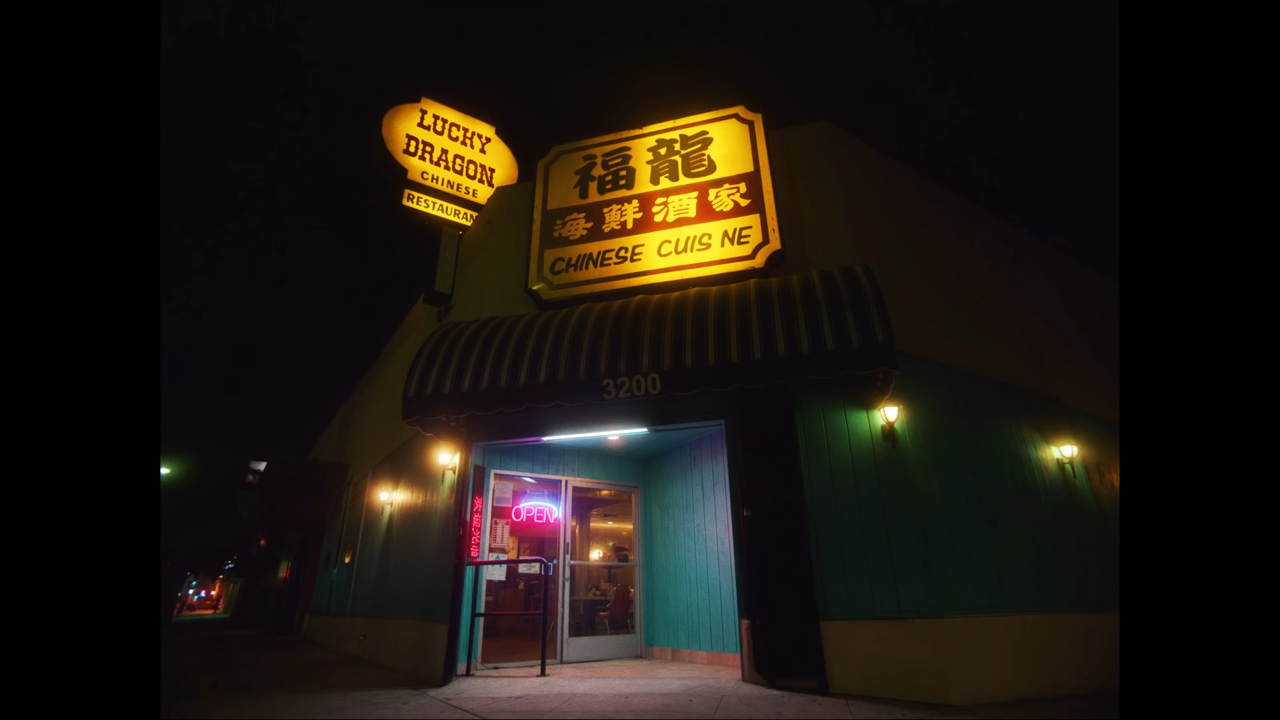 LUCKY
DRAGON
CHINESE
RESTAURAN
福龍
海鮮酒家
CHINESE CUIS NE
3200
OPEN